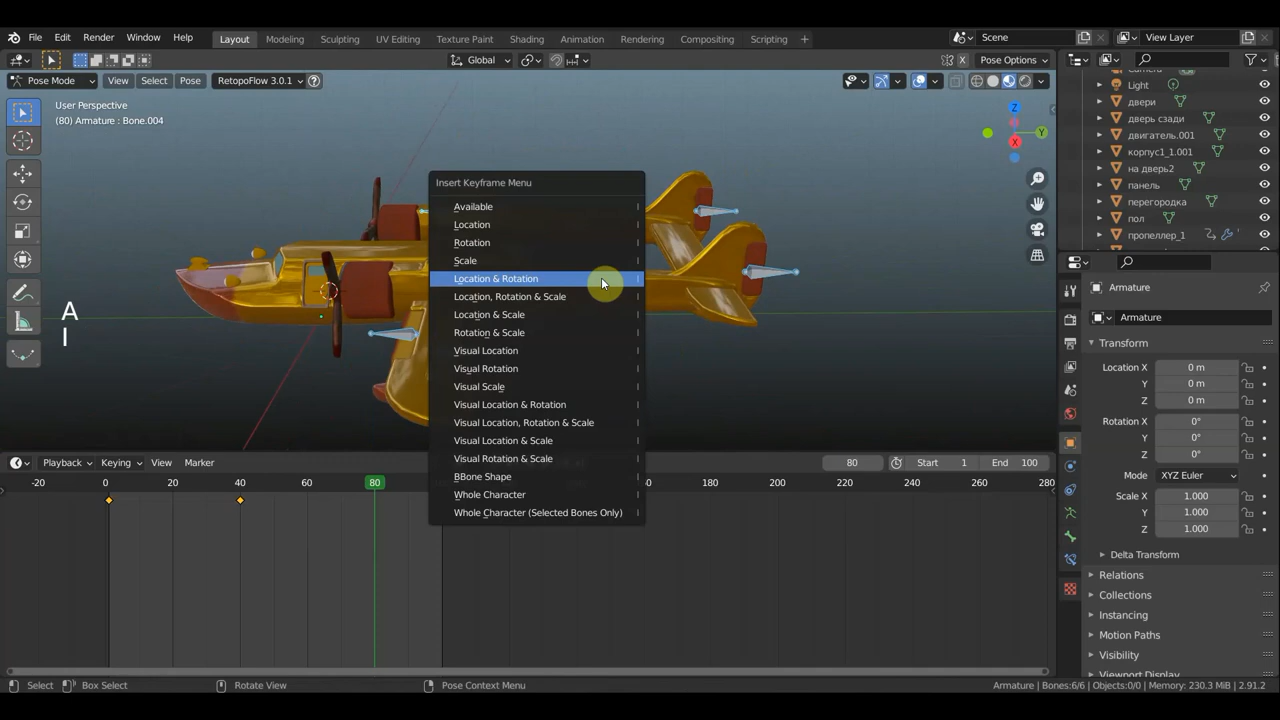 File Edit Render Window Help Layout Modeling Sculpting UV Editing Texture Paint Shading Animation Rendering Compositing Scripting + Scene View Layer
Global Pose Options
Pose Mode View Select Pose RetopoFlow 3.0.1
User Perspective
(80) Armature : Bone.004
Z
Y
X
Light
двери
дверь сзади
двигатель.001
корпус1_1.001
на дверь2
панель
перегородка
пол
пропеллер_1
Insert Keyframe Menu
Available I
Location I
Rotation I
Scale I
Location & Rotation I
Location, Rotation & Scale I
Location & Scale I
Rotation & Scale I
Visual Location I
Visual Rotation I
Visual Scale I
Visual Location & Rotation I
Visual Location, Rotation & Scale I
Visual Location & Scale I
Visual Rotation & Scale I
BBone Shape I
Whole Character I
Whole Character (Selected Bones Only) I
A
I
Armature
Armature
Transform
Location X 0 m
Y 0 m
Z 0 m
Rotation X 0°
Y 0°
Z 0°
Mode XYZ Euler
Scale X 1.000
Y 1.000
Z 1.000
Delta Transform
Relations
Collections
Instancing
Motion Paths
Visibility
Viewport Display
Playback Keying View Marker 80 Start 1 End 100
-20 0 20 40 60 80 180 200 220 240 260 280
Select Box Select Rotate View Pose Context Menu Armature | Bones:6/6 | Objects:0/0 | Memory: 230.3 MiB | 2.91.2